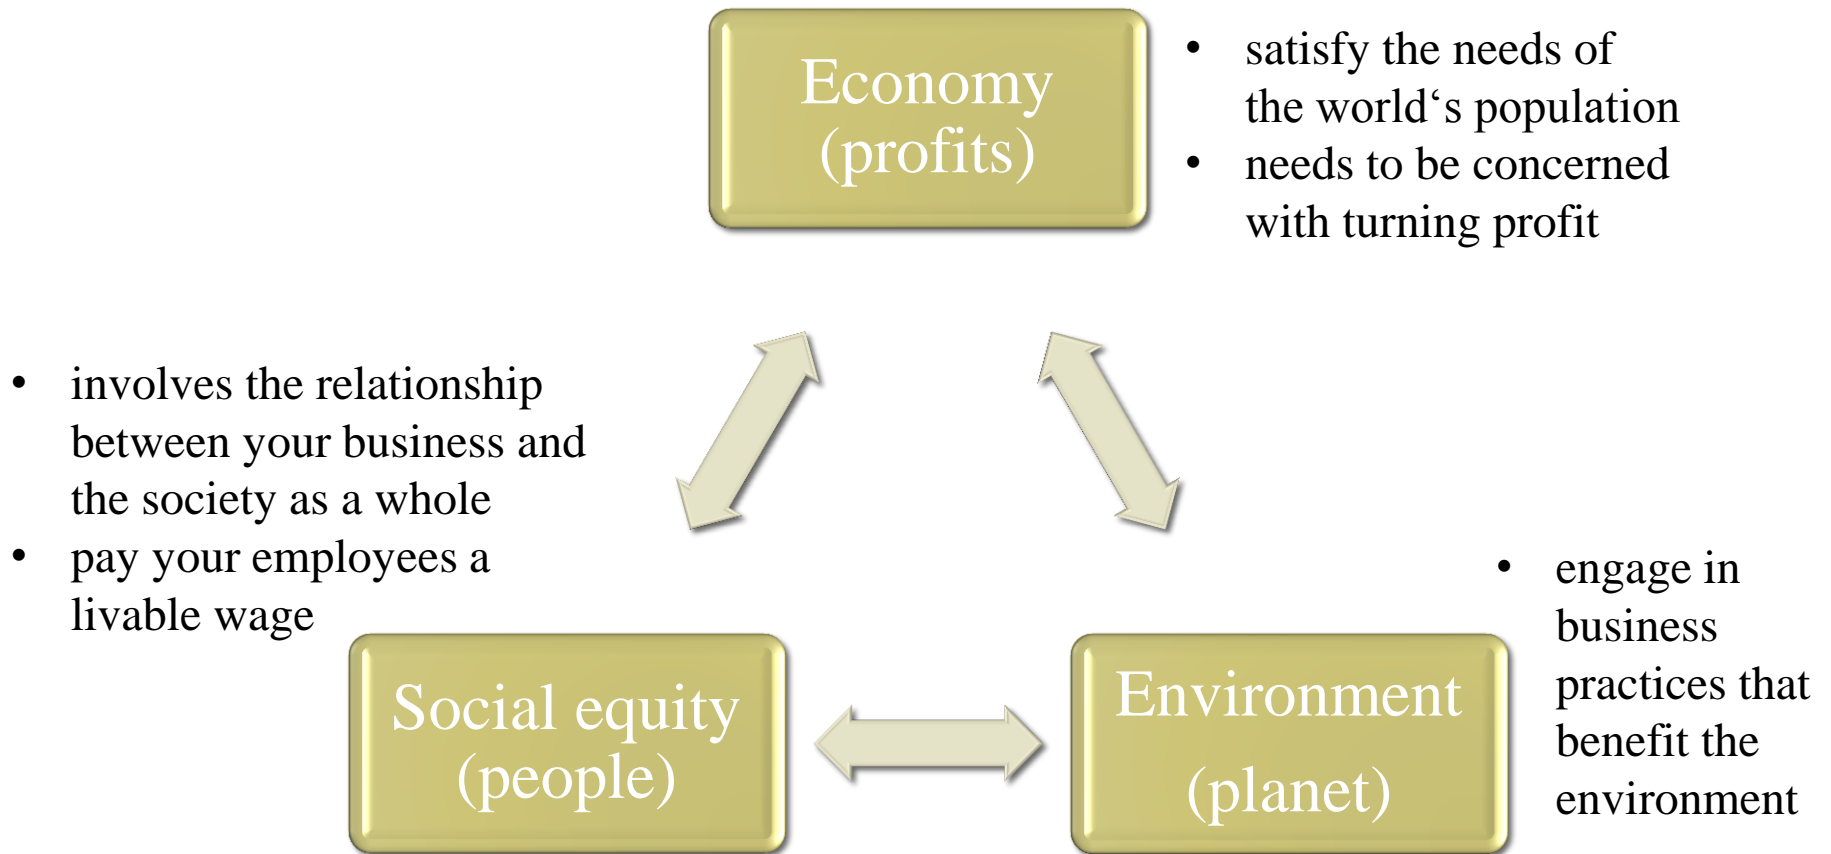 Economy
(profits)
• satisfy the needs of
the world‘s population
• needs to be concerned
with turning profit
• involves the relationship
between your business and
the society as a whole
• pay your employees a
livable wage
Social equity
(people)
Environment
(planet)
• engage in
business
practices that
benefit the
environment